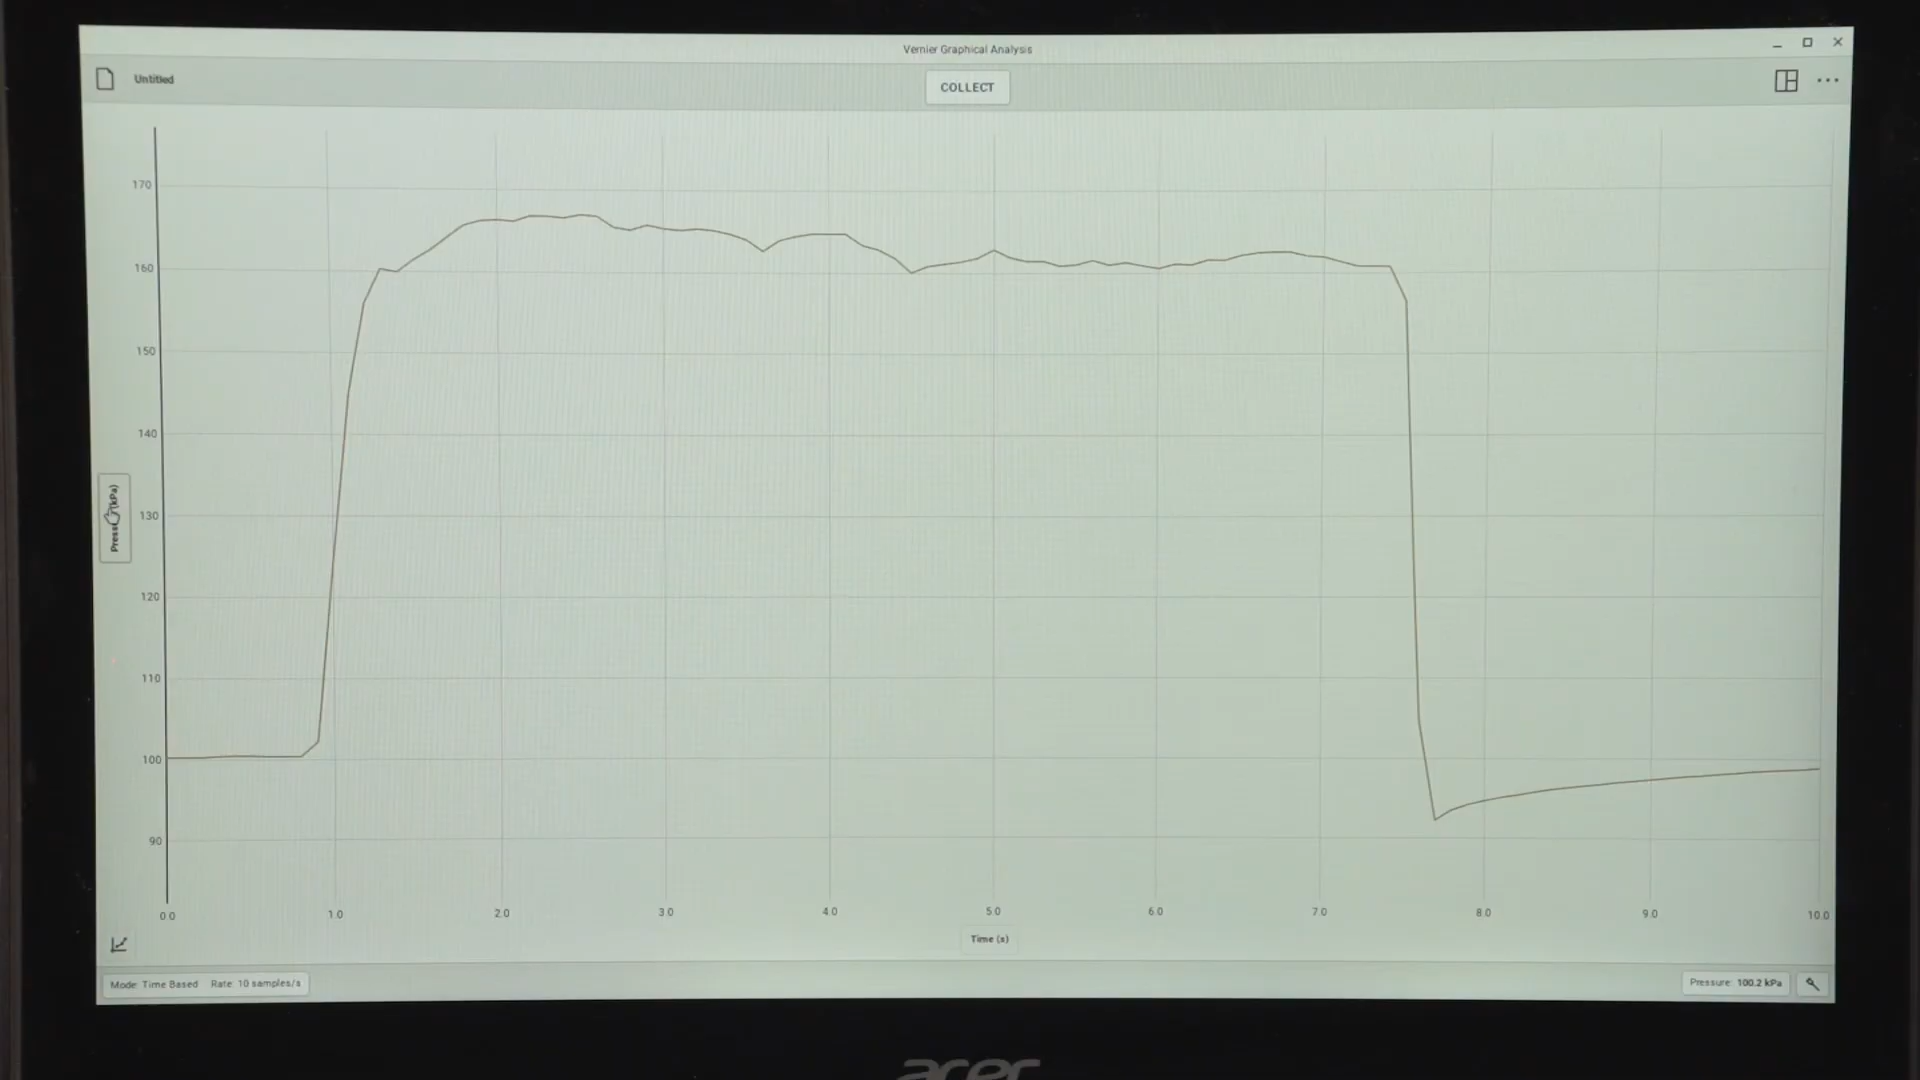 Vernier Graphical Analysis
Untitled
COLLECT
170
160
150
140
130
120
110
100
90
0.0 1.0 2.0 3.0 4.0 5.0 6.0 7.0 8.0 9.0 10.0
Time (s)
Mode: Time Based Rate: 10 samples/s
Pressure: 100.2 kPa
acer